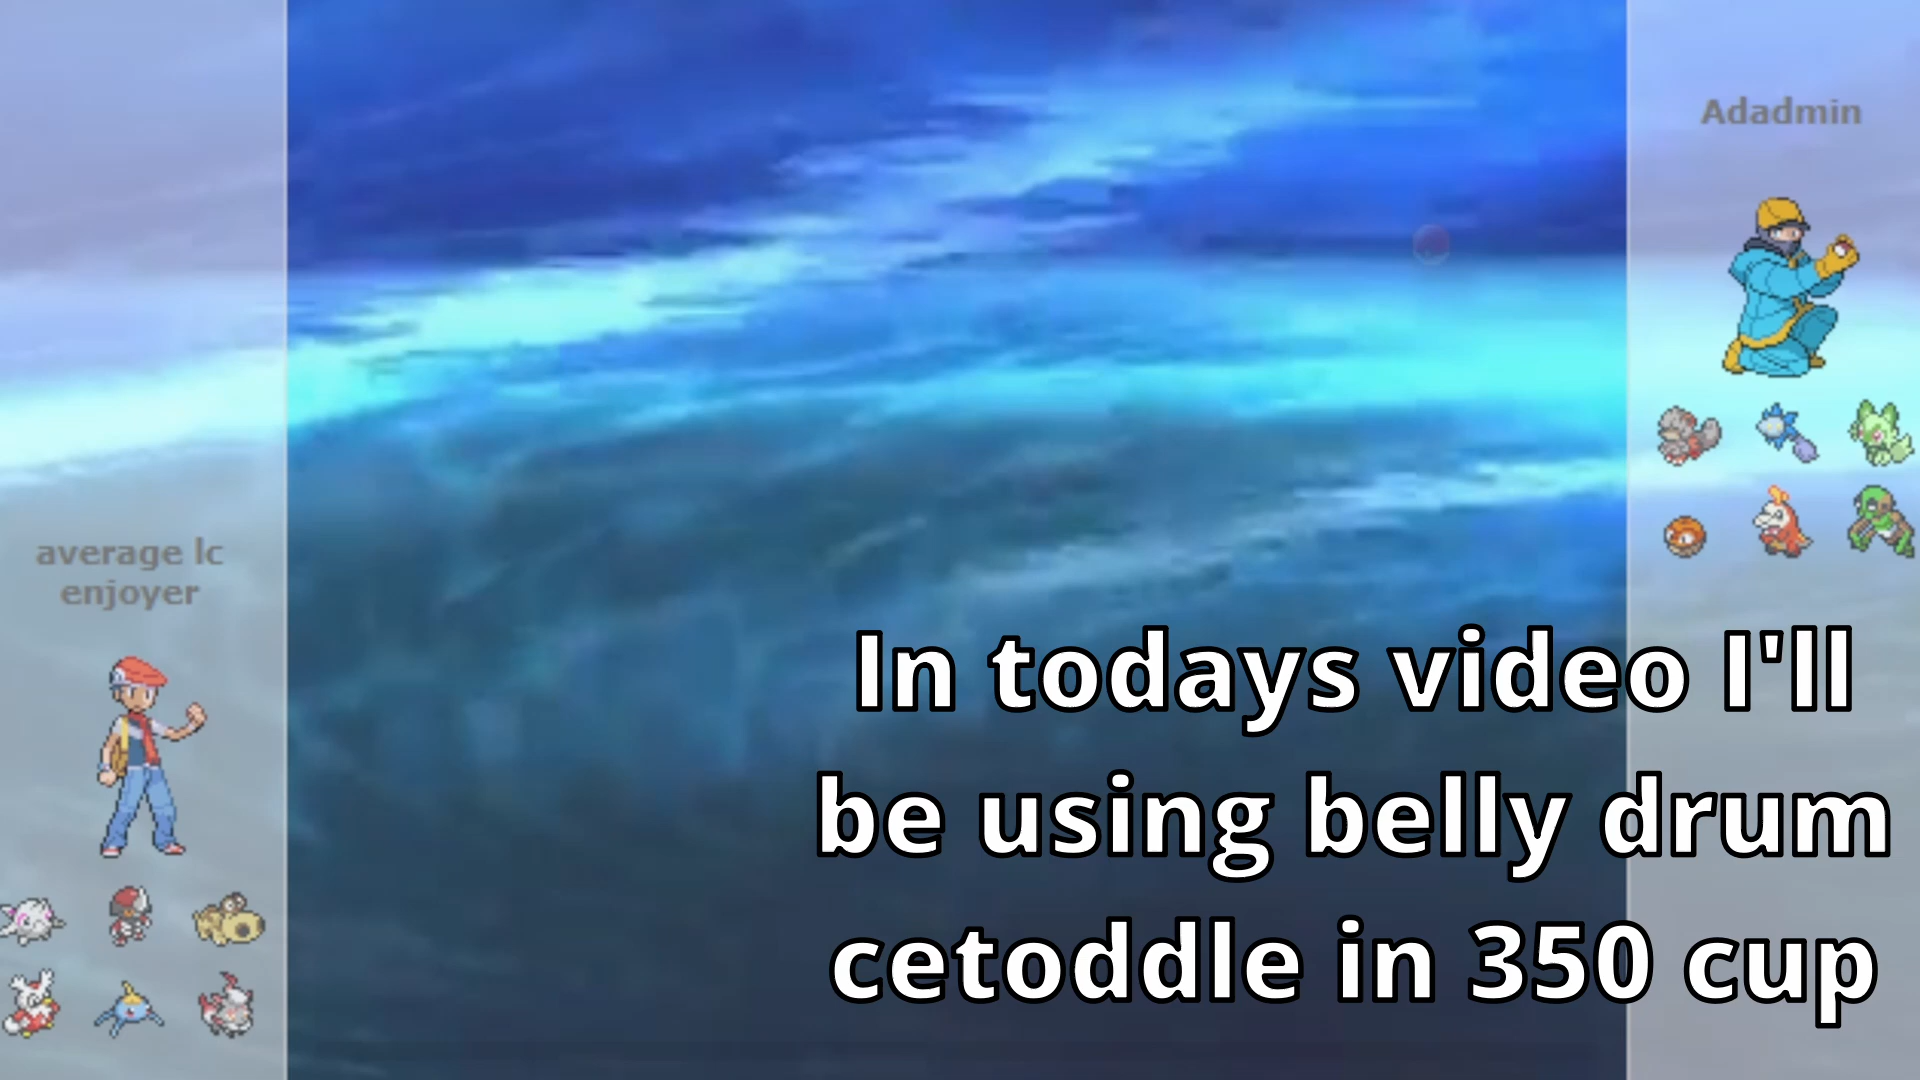 Adadmin
average lc
enjoyer
In todays video I'll
be using belly drum
cetoddle in 350 cup